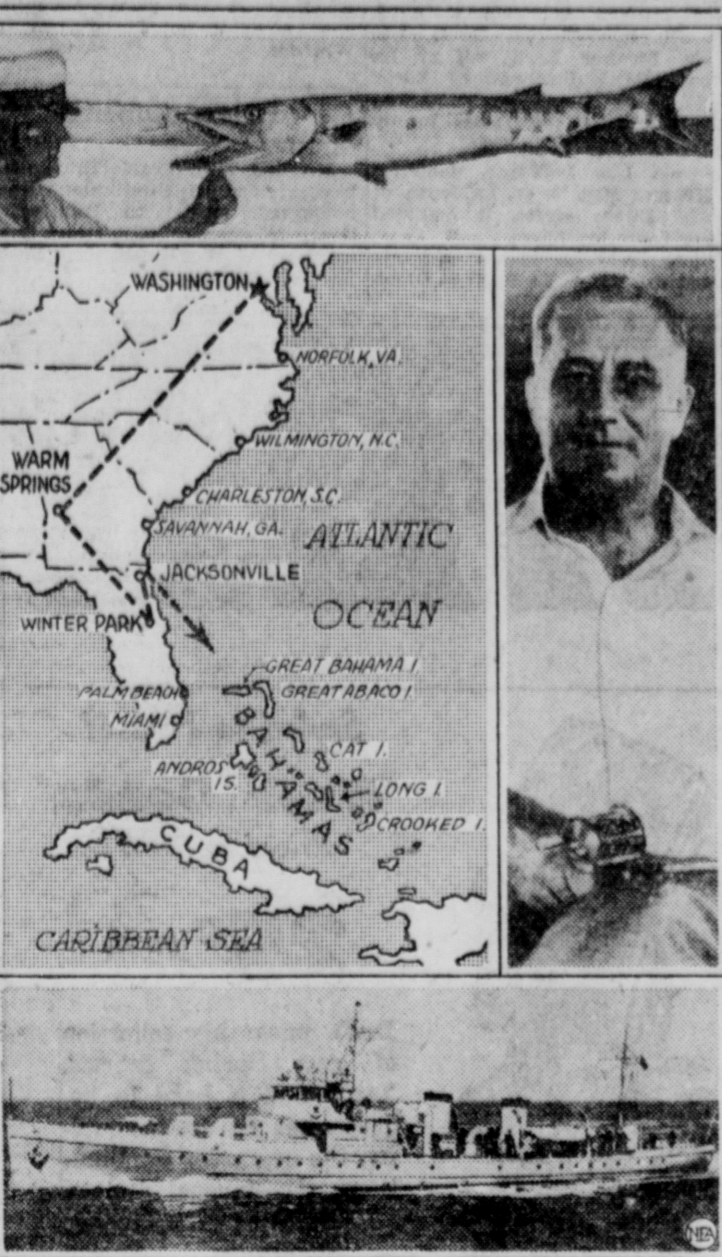 WASHINGTON
NORFOLK, VA.
WILMINGTON, N.C.
WARM
SPRINGS
CHARLESTON, S.C.
SAVANNAH, GA.
ATLANTIC
OCEAN
JACKSONVILLE
WINTER PARK
GREAT BAHAMA I.
GREAT ABACO I.
PALM BEACH
MIAMI
BAHAMAS
CAT I.
ANDROS
IS.
LONG I.
CROOKED I.
CUBA
CARIBBEAN SEA
NEA